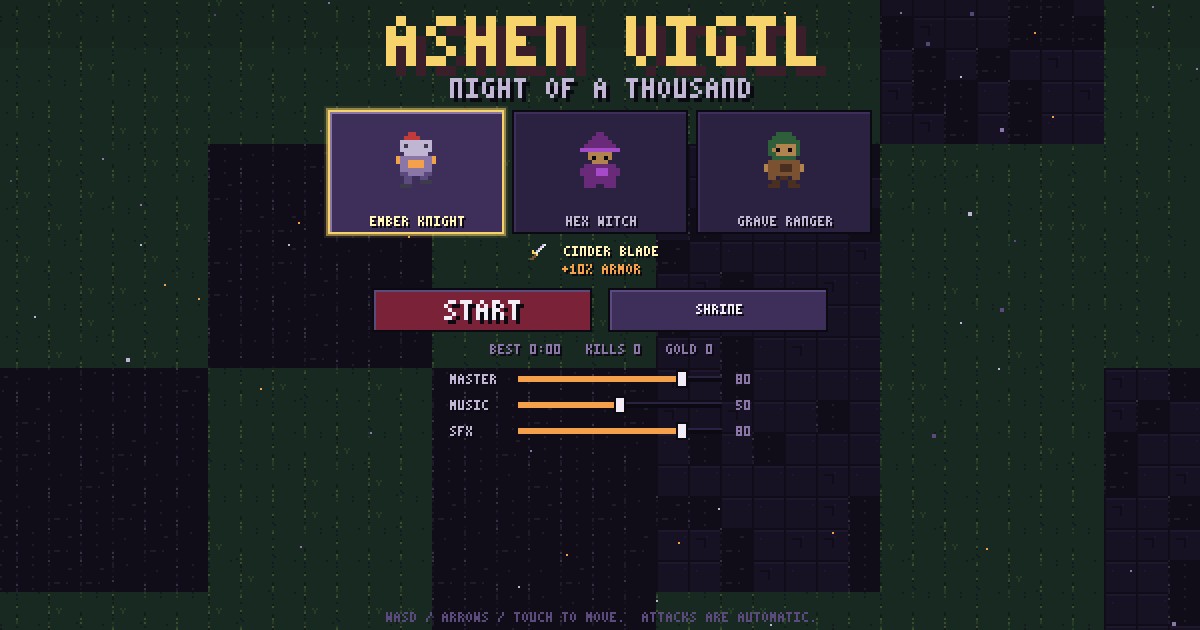 ASHEN VIGIL
NIGHT OF A THOUSAND
EMBER KNIGHT HEX WITCH GRAVE RANGER
CINDER BLADE
+10% ARMOR
START SHRINE
BEST 0:00 KILLS 0 GOLD 0
MASTER 80
MUSIC 50
SFX 80
WASD / ARROWS / TOUCH TO MOVE. ATTACKS ARE AUTOMATIC.